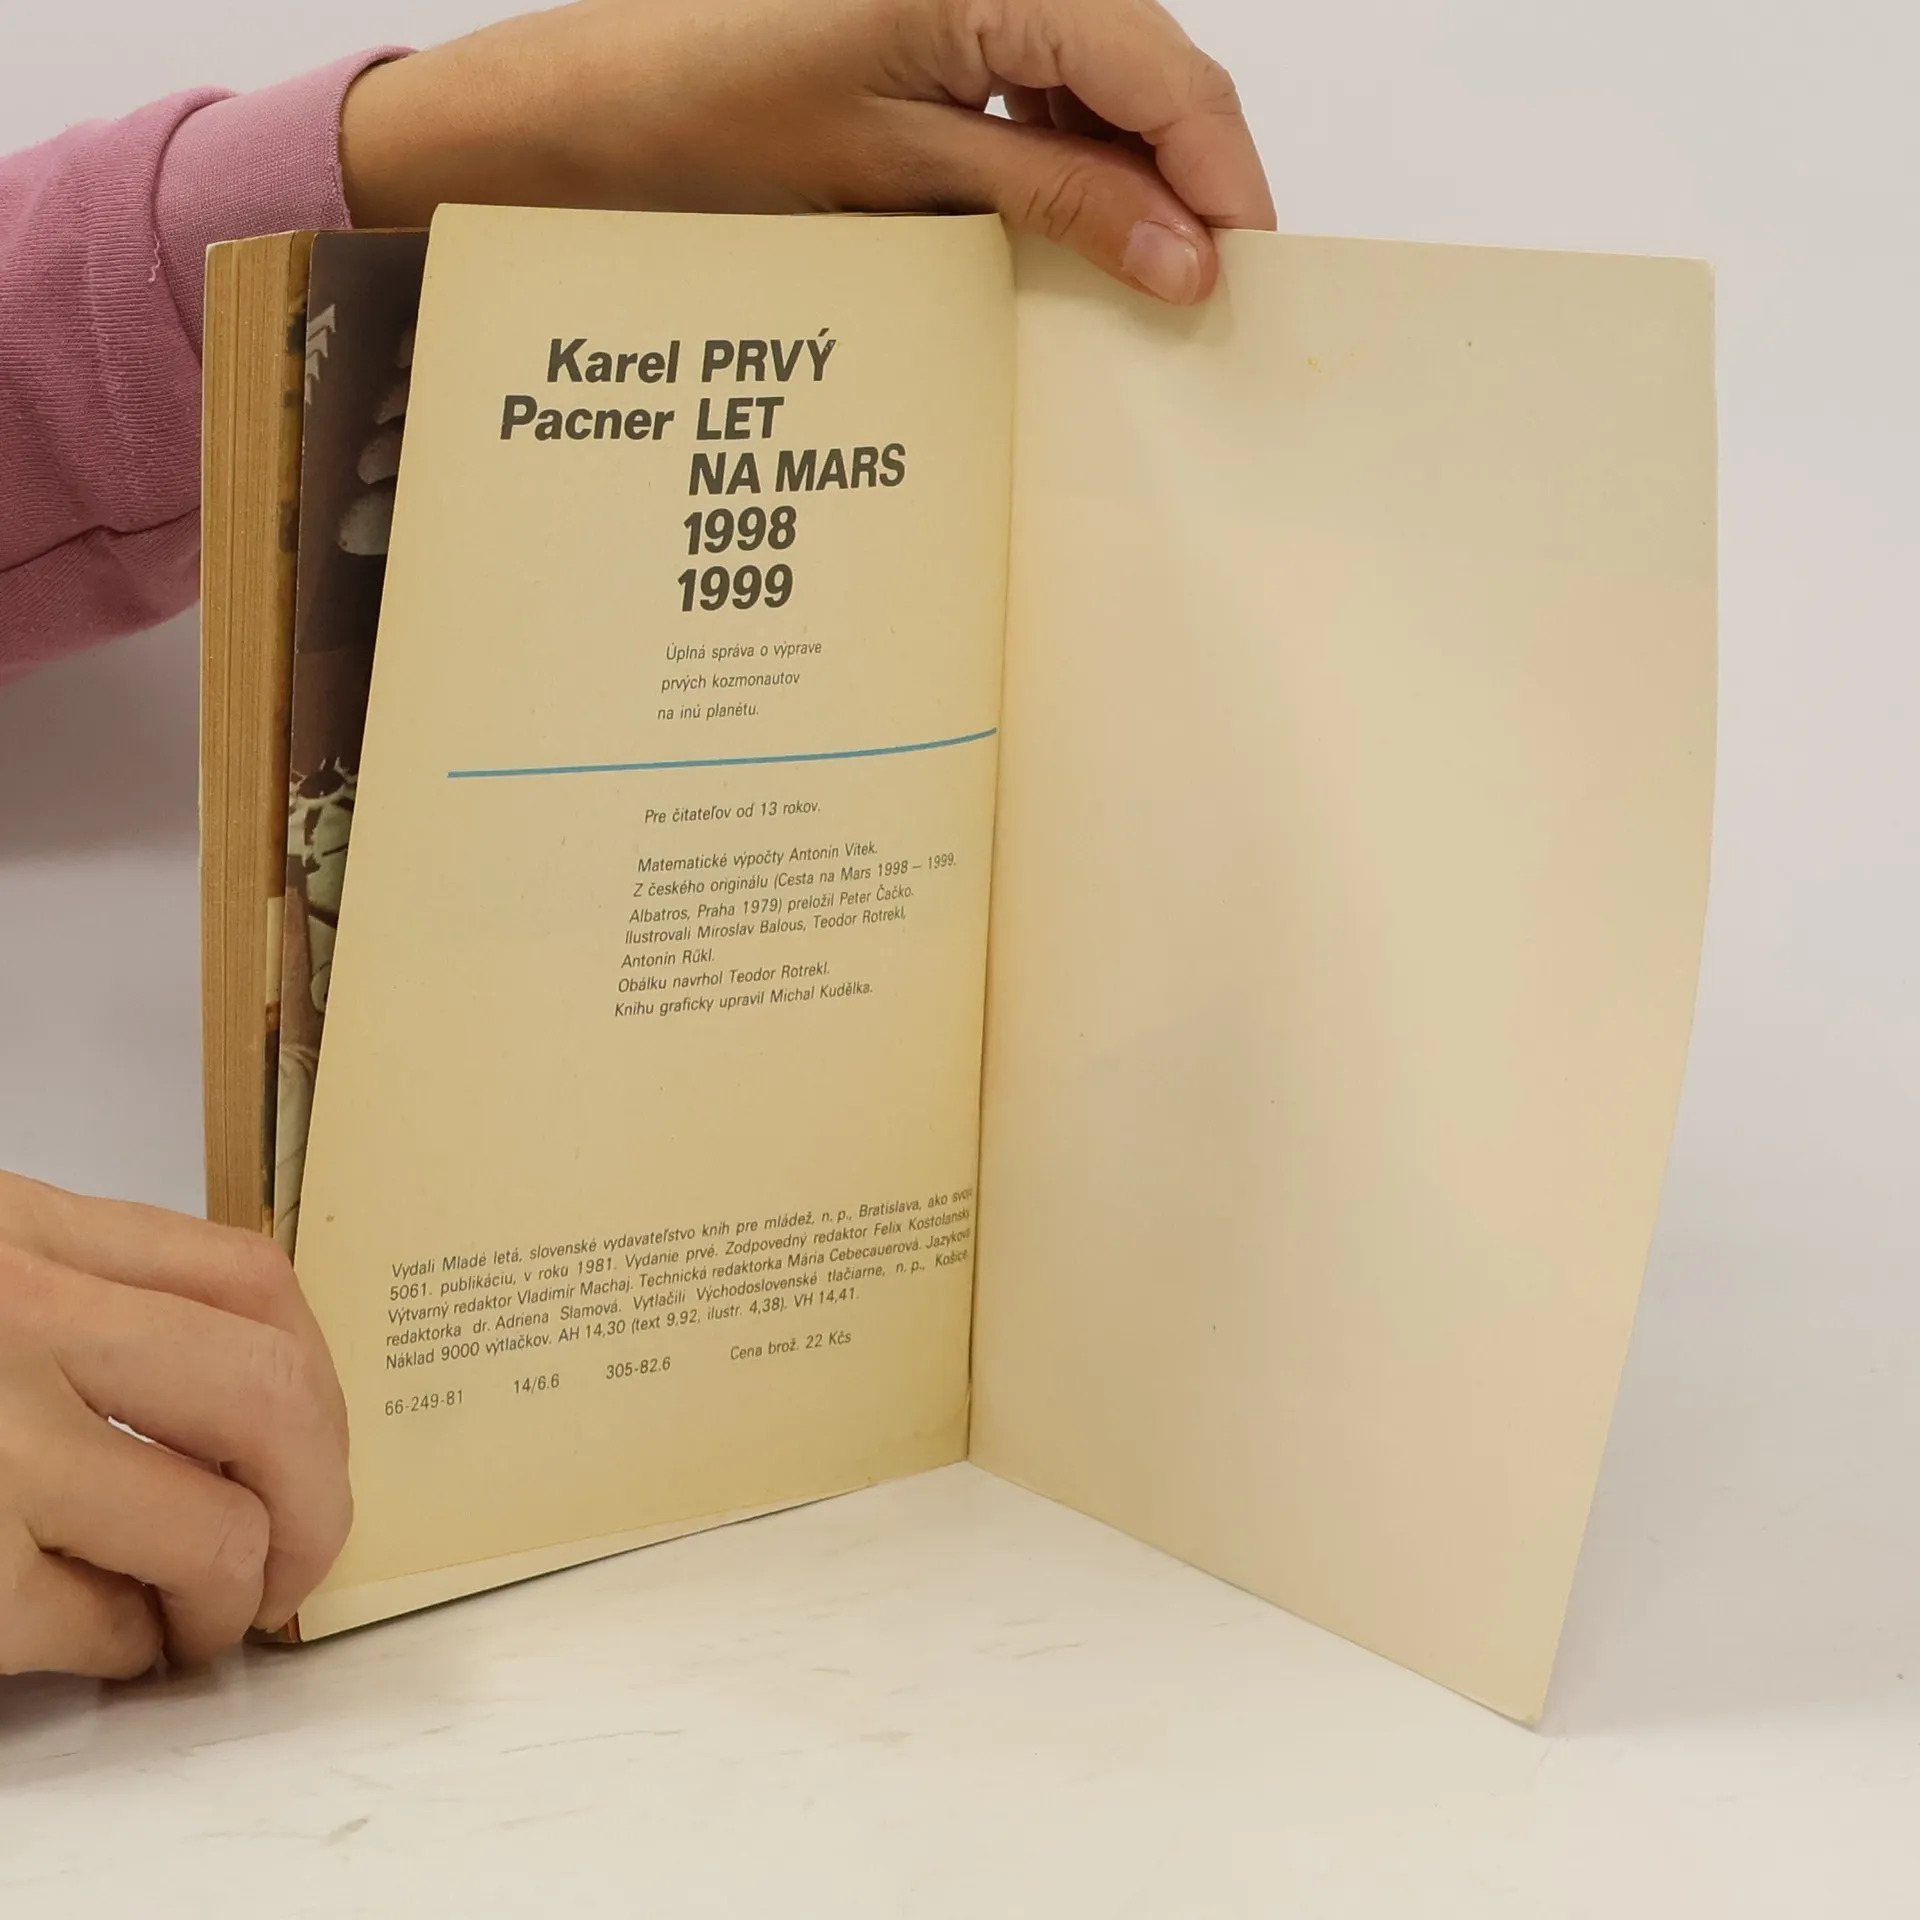 Karel PRVÝ
Pacner LET
NA MARS
1998
1999
Úplná správa o výprave
prvých kozmonautov
na inú planétu.
Pre čitateľov od 13 rokov.
Matematické výpočty Antonín Vítek.
Z českého originálu (Cesta na Mars 1998 – 1999,
Albatros, Praha 1979) preložil Peter Čačko.
Ilustrovali Miroslav Balous, Teodor Rotrekl,
Antonín Rükl.
Obálku navrhol Teodor Rotrekl.
Knihu graficky upravil Michal Kudělka.
Vydali Mladé letá, slovenské vydavateľstvo kníh pre mládež, n. p., Bratislava, ako svoju
5061. publikáciu, v roku 1981. Vydanie prvé. Zodpovedný redaktor Felix Kostolanský.
Výtvarný redaktor Vladimír Machaj. Technická redaktorka Mária Cebecauerová. Jazyková
redaktorka dr. Adriena Slamová. Vytlačili Východoslovenské tlačiarne, n. p., Košice.
Náklad 9000 výtlačkov. AH 14,30 (text 9,92, ilustr. 4,38). VH 14,41.
66-249-81 14/6.6 305-82.6 Cena brož. 22 Kčs